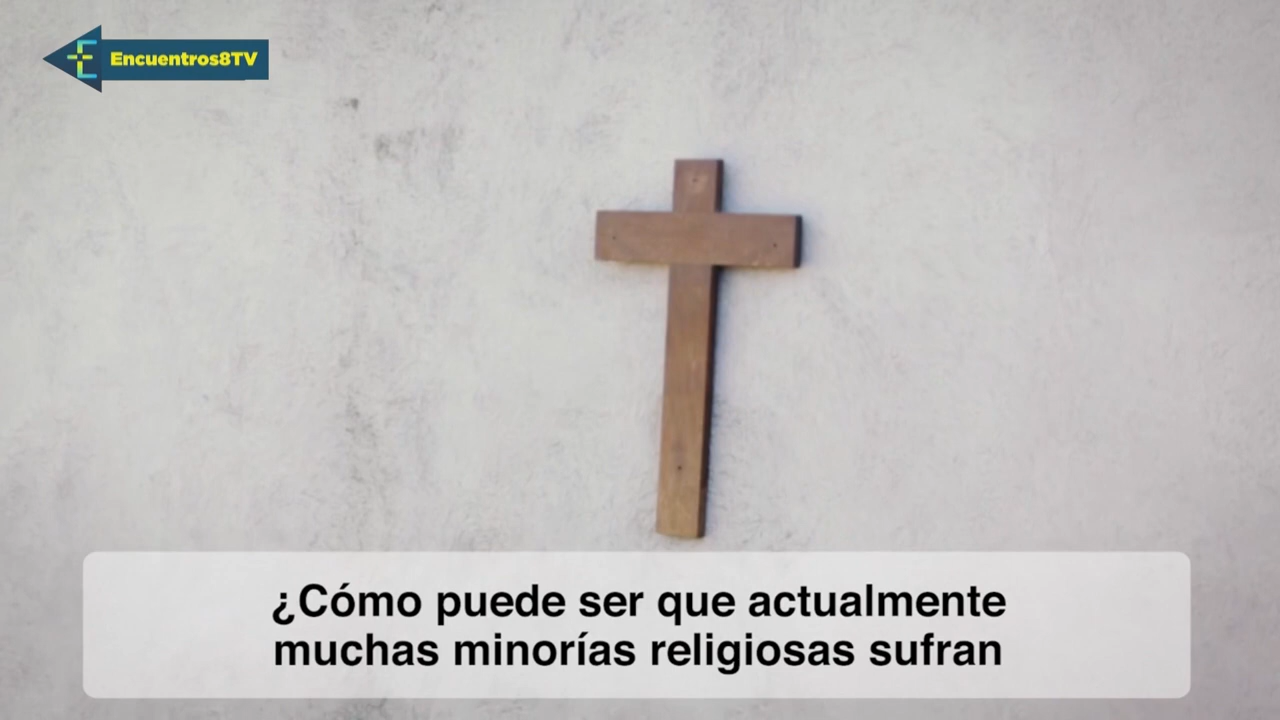 Encuentros8TV
¿Cómo puede ser que actualmente
muchas minorías religiosas sufran